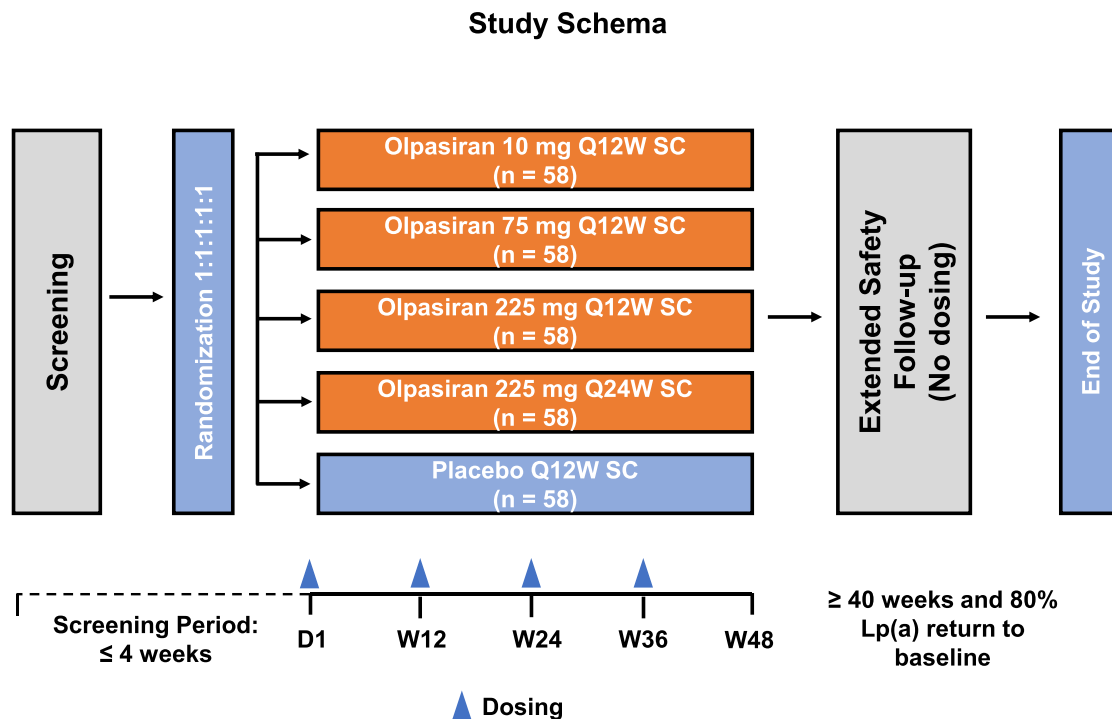 Study Schema
Screening
Randomization 1:1:1:1:1
Olpasiran 10 mg Q12W SC
(n = 58)
Olpasiran 75 mg Q12W SC
(n = 58)
Olpasiran 225 mg Q12W SC
(n = 58)
Olpasiran 225 mg Q24W SC
(n = 58)
Placebo Q12W SC
(n = 58)
Extended Safety
Follow-up
(No dosing)
End of Study
Screening Period:
≤ 4 weeks
D1
W12
W24
W36
W48
≥ 40 weeks and 80%
Lp(a) return to
baseline
Dosing